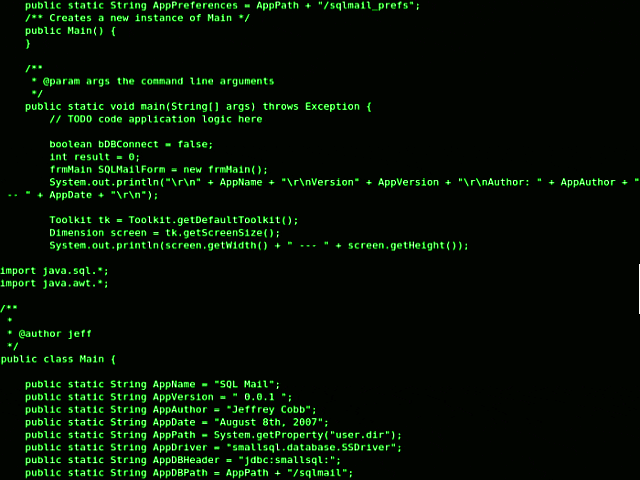 public static String AppPreferences = AppPath + "/sqlmail_prefs";
/** Creates a new instance of Main */
public Main() {
}
/**
* @param args the command line arguments
*/
public static void main(String[] args) throws Exception {
// TODO code application logic here
boolean bDBConnect = false;
int result = 0;
frmMain SQLMailForm = new frmMain();
System.out.println("\r\n" + AppName + "\r\nVersion" + AppVersion + "\r\nAuthor: " + AppAuthor + "
-- " + AppDate + "\r\n");
Toolkit tk = Toolkit.getDefaultToolkit();
Dimension screen = tk.getScreenSize();
System.out.println(screen.getWidth() + " --- " + screen.getHeight());
import java.sql.*;
import java.awt.*;
/**
*
* @author jeff
*/
public class Main {
public static String AppName = "SQL Mail";
public static String AppVersion = " 0.0.1 ";
public static String AppAuthor = "Jeffrey Cobb";
public static String AppDate = "August 8th, 2007";
public static String AppPath = System.getProperty("user.dir");
public static String AppDriver = "smallsql.database.SSDriver";
public static String AppDBHeader = "jdbc:smallsql:";
public static String AppDBPath = AppPath + "/sqlmail";